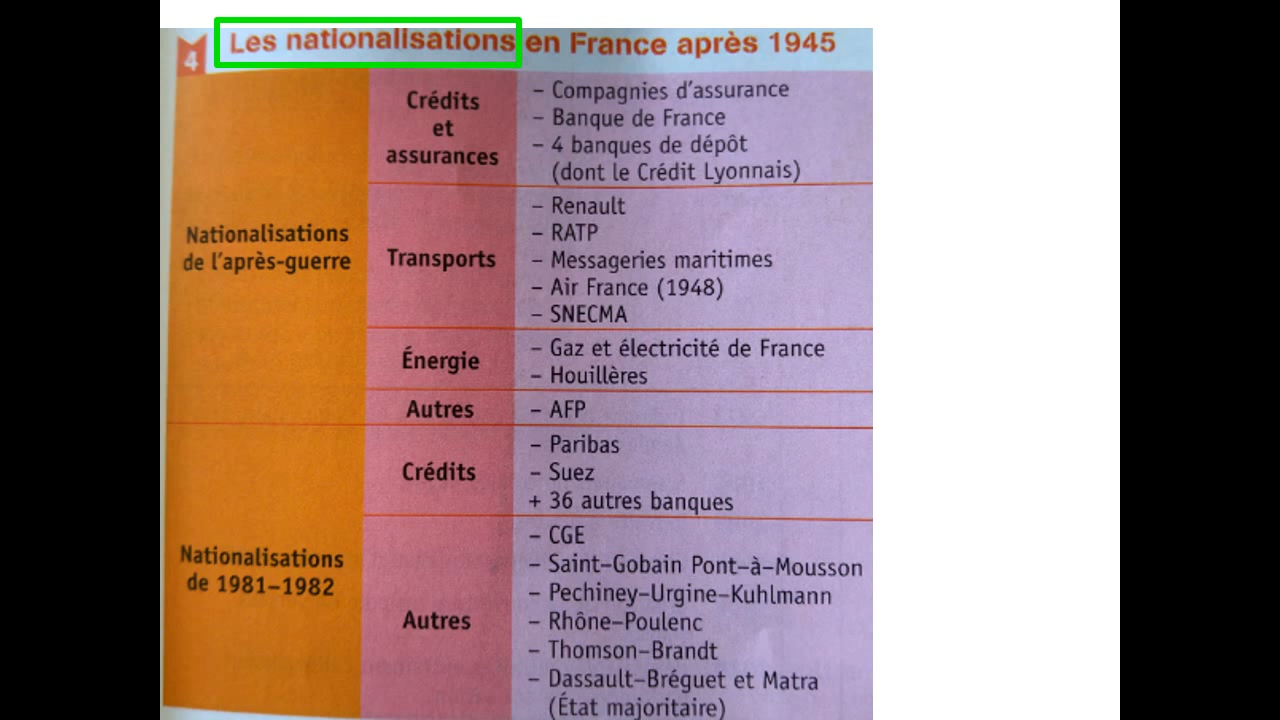 4
Les nationalisations en France après 1945
Nationalisations
de l'après-guerre
Crédits
et
assurances
– Compagnies d'assurance
– Banque de France
– 4 banques de dépôt
(dont le Crédit Lyonnais)
Transports
– Renault
– RATP
– Messageries maritimes
– Air France (1948)
– SNECMA
Énergie
– Gaz et électricité de France
– Houillères
Autres
– AFP
Nationalisations
de 1981–1982
Crédits
– Paribas
– Suez
+ 36 autres banques
Autres
– CGE
– Saint–Gobain Pont–à–Mousson
– Pechiney–Urgine–Kuhlmann
– Rhône–Poulenc
– Thomson–Brandt
– Dassault–Bréguet et Matra
(État majoritaire)